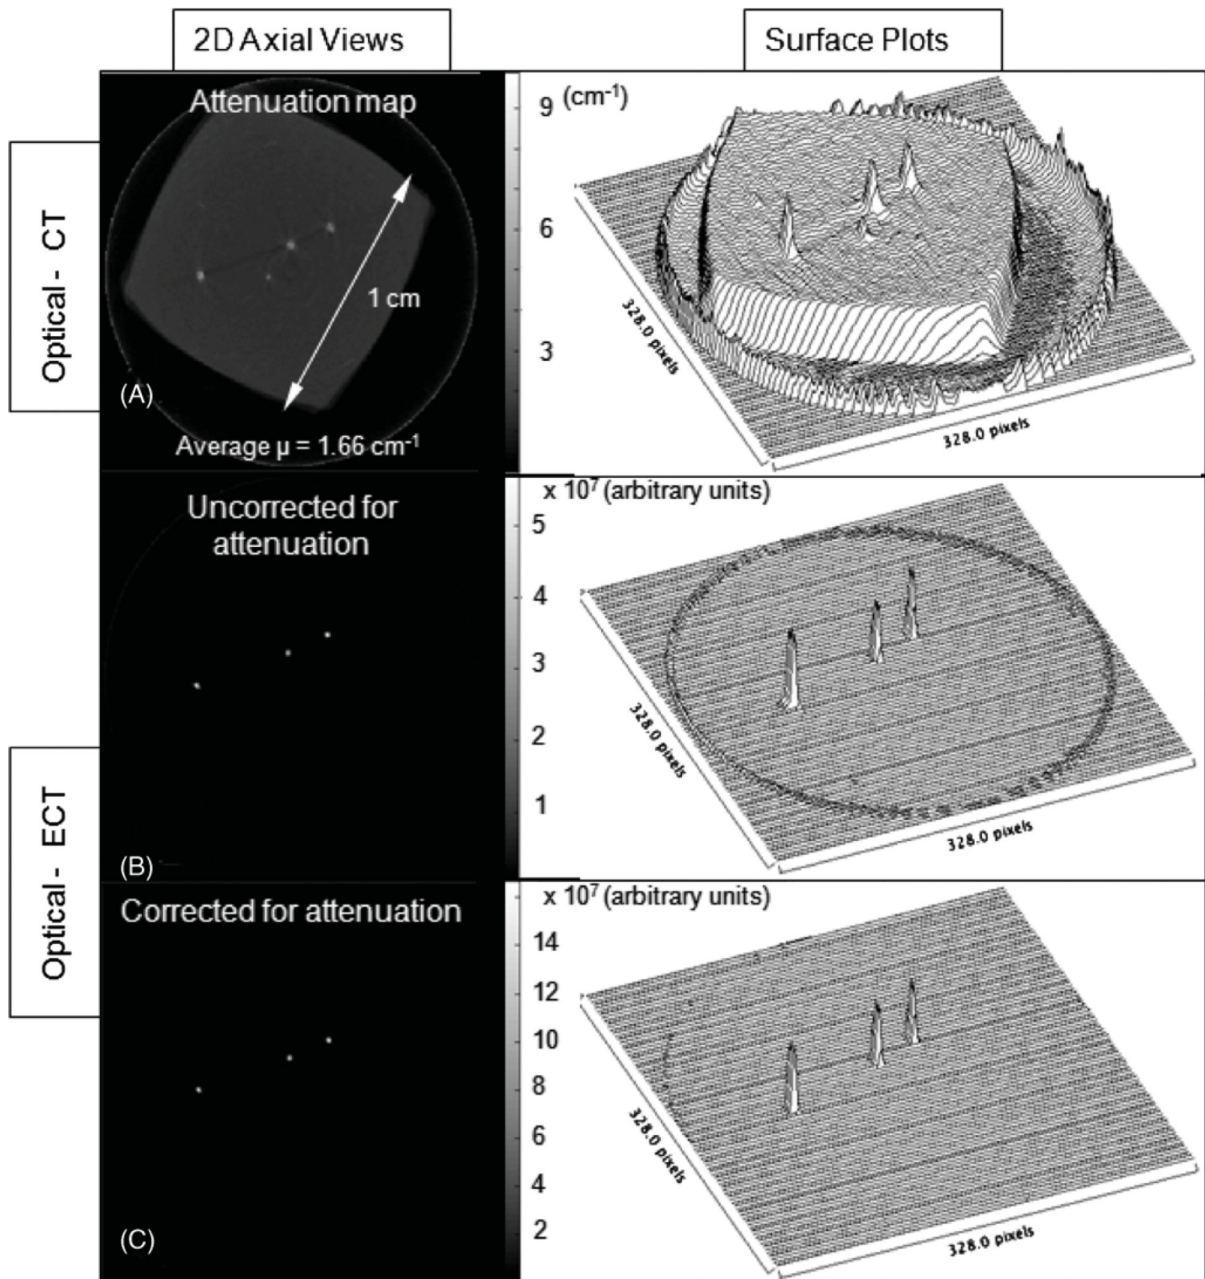 2D Axial Views
Surface Plots
Optical - CT
Attenuation map
1 cm
(A)
Average μ = 1.66 cm⁻¹
9 (cm⁻¹)
6
3
328.0 pixels
328.0 pixels
Optical - ECT
Uncorrected for
attenuation
(B)
x 10⁷ (arbitrary units)
5
4
3
2
1
328.0 pixels
328.0 pixels
Corrected for attenuation
(C)
x 10⁷ (arbitrary units)
14
12
10
8
6
4
2
328.0 pixels
328.0 pixels